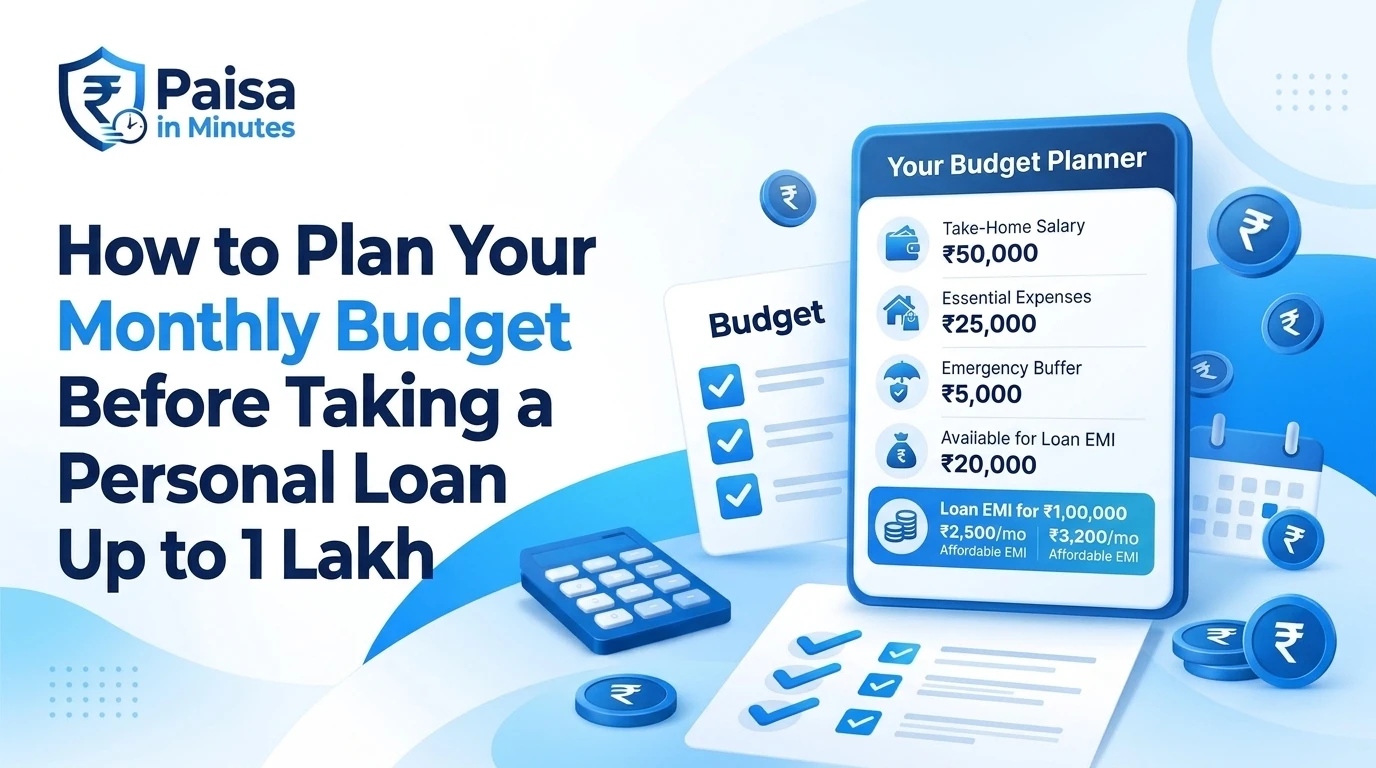 Paisa
in Minutes
How to Plan Your
Monthly Budget
Before Taking a
Personal Loan
Up to 1 Lakh
Budget
Your Budget Planner
Take-Home Salary
₹50,000
Essential Expenses
₹25,000
Emergency Buffer
₹5,000
Available for Loan EMI
₹20,000
Loan EMI for ₹1,00,000
₹2,500/mo
Affordable EMI
₹3,200/mo
Affordable EMI